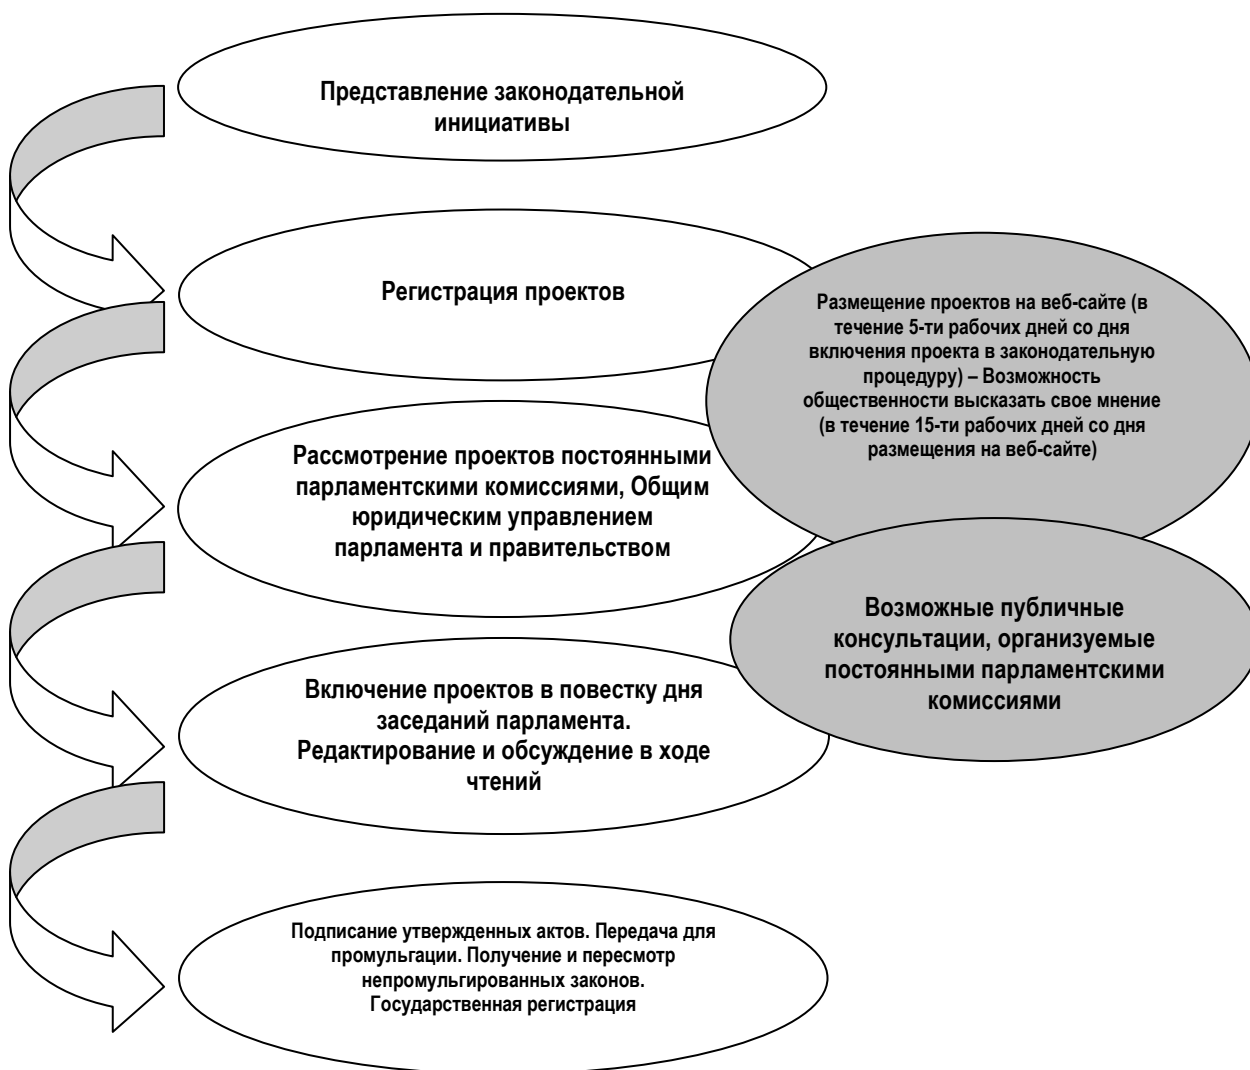 Представление законодательной
инициативы
Регистрация проектов
Размещение проектов на веб-сайте (в
течение 5-ти рабочих дней со дня
включения проекта в законодательную
процедуру) – Возможность
общественности высказать свое мнение
(в течение 15-ти рабочих дней со дня
размещения на веб-сайте)
Рассмотрение проектов постоянными
парламентскими комиссиями, Общим
юридическим управлением
парламента и правительством
Возможные публичные
консультации, организуемые
постоянными парламентскими
комиссиями
Включение проектов в повестку дня
заседаний парламента.
Редактирование и обсуждение в ходе
чтений
Подписание утвержденных актов. Передача для
промульгации. Получение и пересмотр
непромульгированных законов.
Государственная регистрация